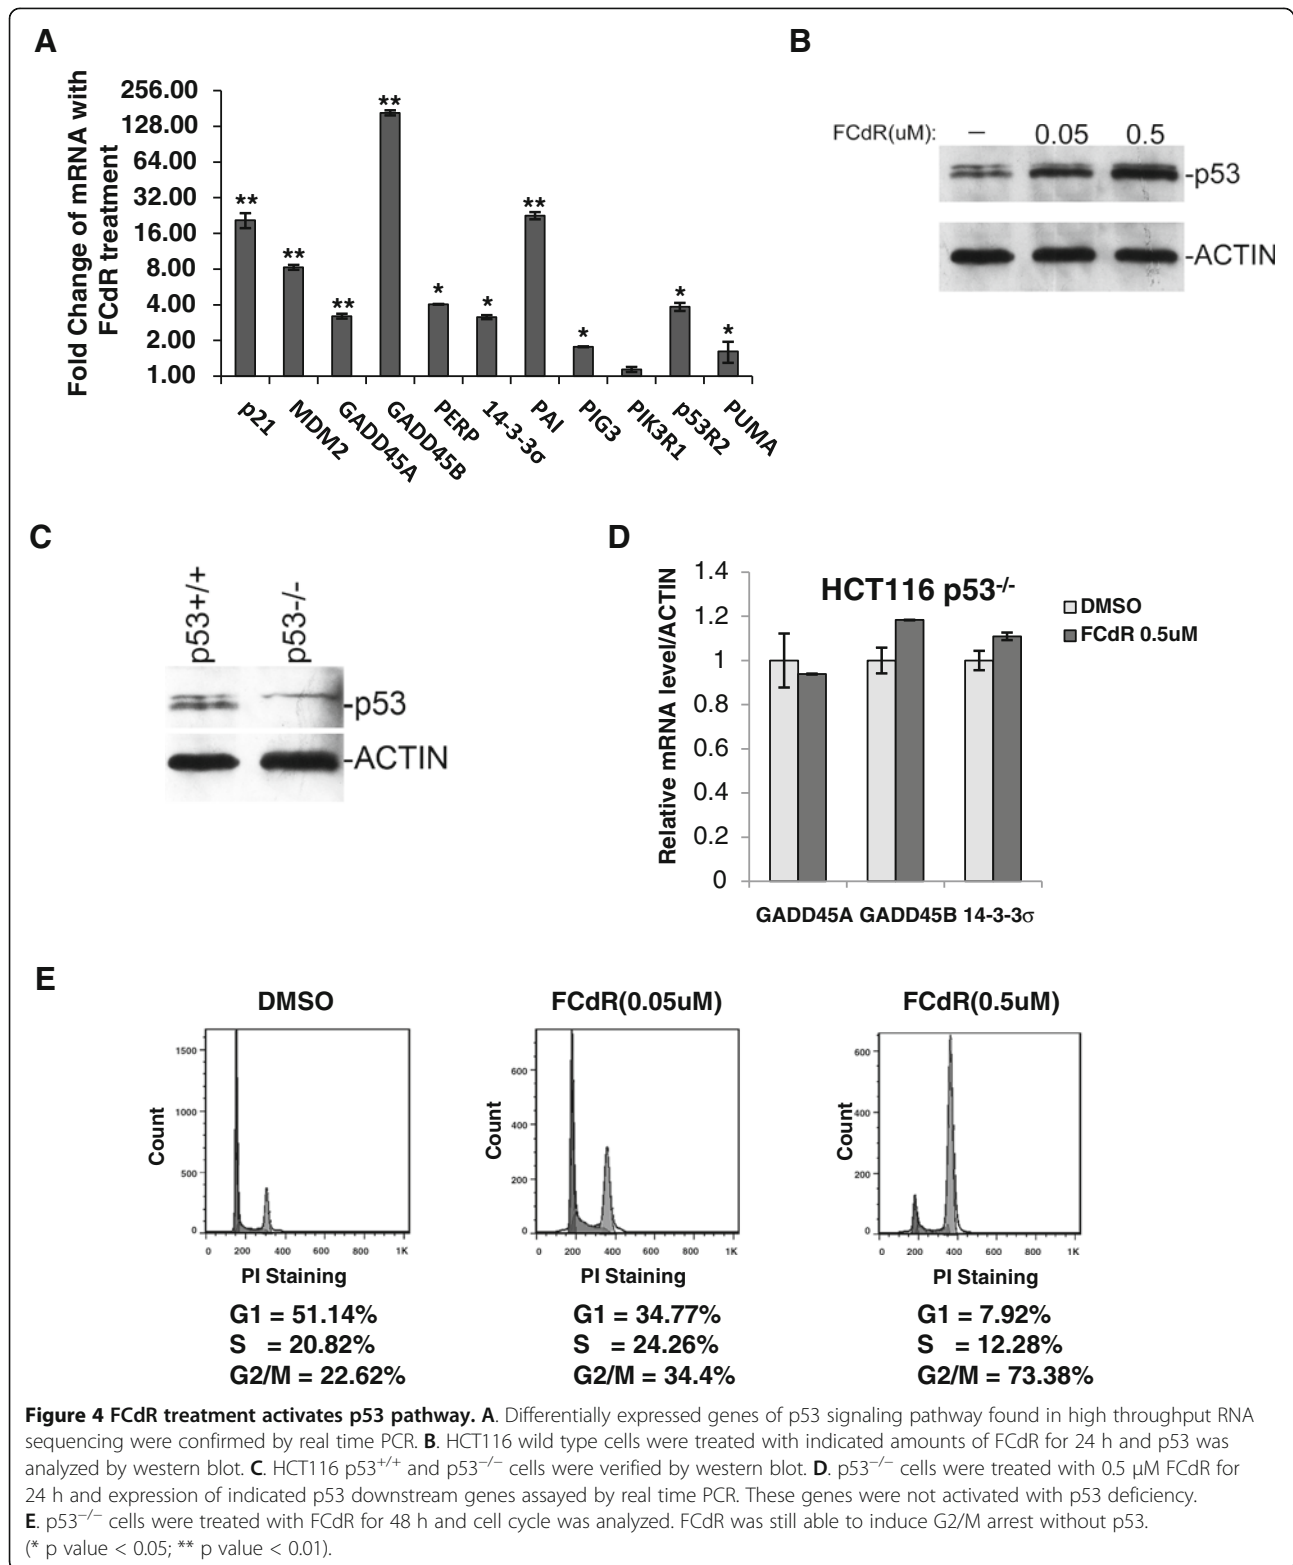 A
Fold Change of mRNA with
FCdR treatment
256.00
128.00
64.00
32.00
16.00
8.00
4.00
2.00
1.00
** ** ** ** * * ** * * *
p21 MDM2 GADD45A GADD45B PERP 14-3-3σ PAI PIG3 PIK3R1 p53R2 PUMA
B
FCdR(uM): – 0.05 0.5
-p53
-ACTIN
C
p53+/+ p53-/-
-p53
-ACTIN
D
HCT116 p53-/-
Relative mRNA level/ACTIN
1.4
1.2
1
0.8
0.6
0.4
0.2
0
DMSO
FCdR 0.5uM
GADD45A GADD45B 14-3-3σ
E
DMSO
Count
1500
1000
500
0
0 200 400 600 800 1K
PI Staining
G1 = 51.14%
S = 20.82%
G2/M = 22.62%
FCdR(0.05uM)
Count
600
400
200
0
0 200 400 600 800 1K
PI Staining
G1 = 34.77%
S = 24.26%
G2/M = 34.4%
FCdR(0.5uM)
Count
600
400
200
0
0 200 400 600 800 1K
PI Staining
G1 = 7.92%
S = 12.28%
G2/M = 73.38%
Figure 4 FCdR treatment activates p53 pathway. A. Differentially expressed genes of p53 signaling pathway found in high throughput RNA
sequencing were confirmed by real time PCR. B. HCT116 wild type cells were treated with indicated amounts of FCdR for 24 h and p53 was
analyzed by western blot. C. HCT116 p53+/+ and p53−/− cells were verified by western blot. D. p53−/− cells were treated with 0.5 μM FCdR for
24 h and expression of indicated p53 downstream genes assayed by real time PCR. These genes were not activated with p53 deficiency.
E. p53−/− cells were treated with FCdR for 48 h and cell cycle was analyzed. FCdR was still able to induce G2/M arrest without p53.
(* p value < 0.05; ** p value < 0.01).